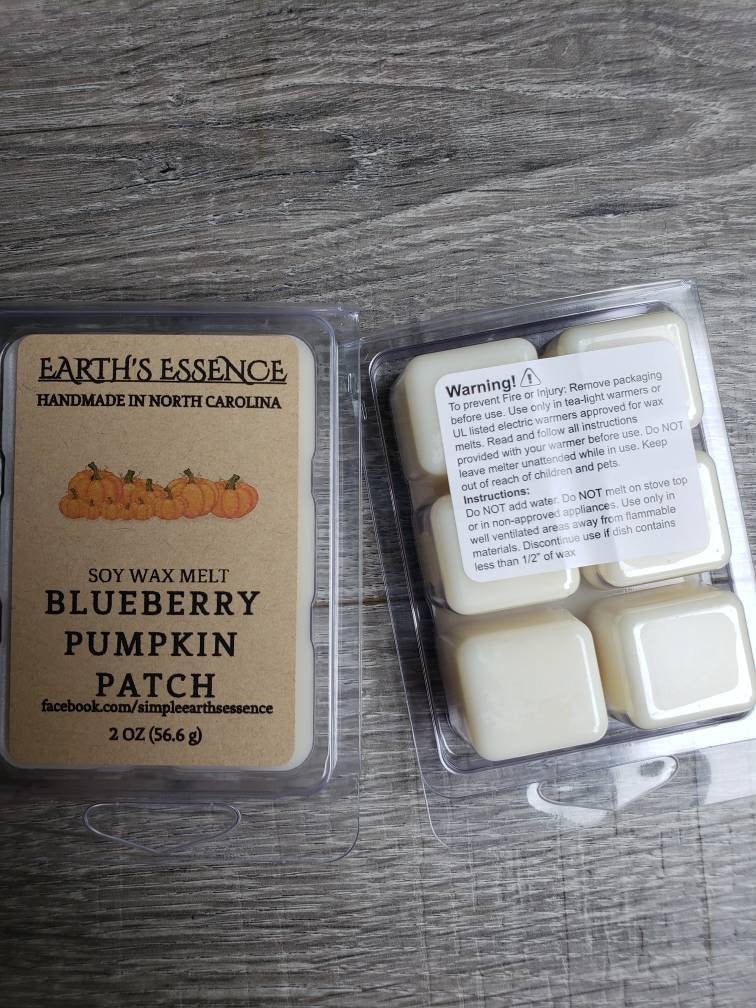 EARTH'S ESSENCE
HANDMADE IN NORTH CAROLINA
SOY WAX MELT
BLUEBERRY
PUMPKIN
PATCH
facebook.com/simpleearthsessence
2 OZ (56.6 g)
Warning!
To prevent Fire or Injury: Remove packaging
before use. Use only in tea-light warmers or
UL listed electric warmers approved for wax
melts. Read and follow all instructions
provided with your warmer before use. Do NOT
leave melter unattended while in use. Keep
out of reach of children and pets.
Instructions:
Do NOT add water. Do NOT melt on stove top
or in non-approved appliances. Use only in
well ventilated areas away from flammable
materials. Discontinue use if dish contains
less than 1/2" of wax